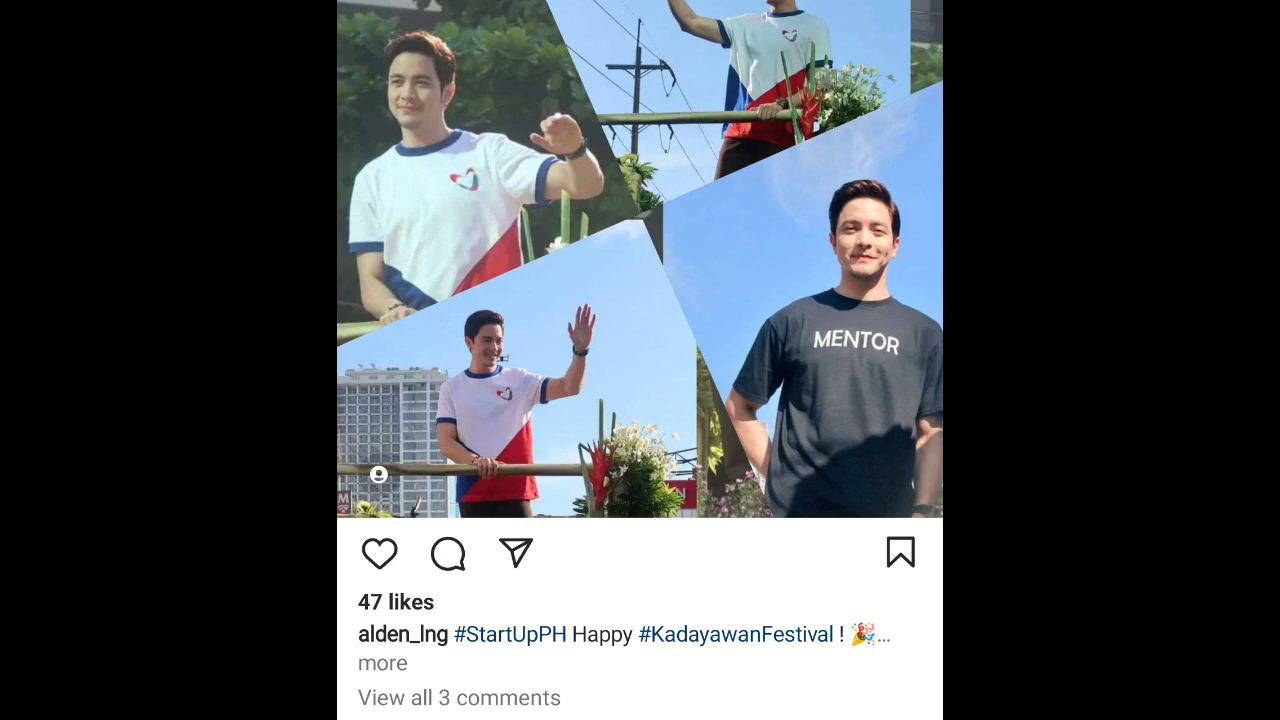 MENTOR
M
N
47 likes
alden_lng #StartUpPH Happy #KadayawanFestival ! 🎉...
more
View all 3 comments